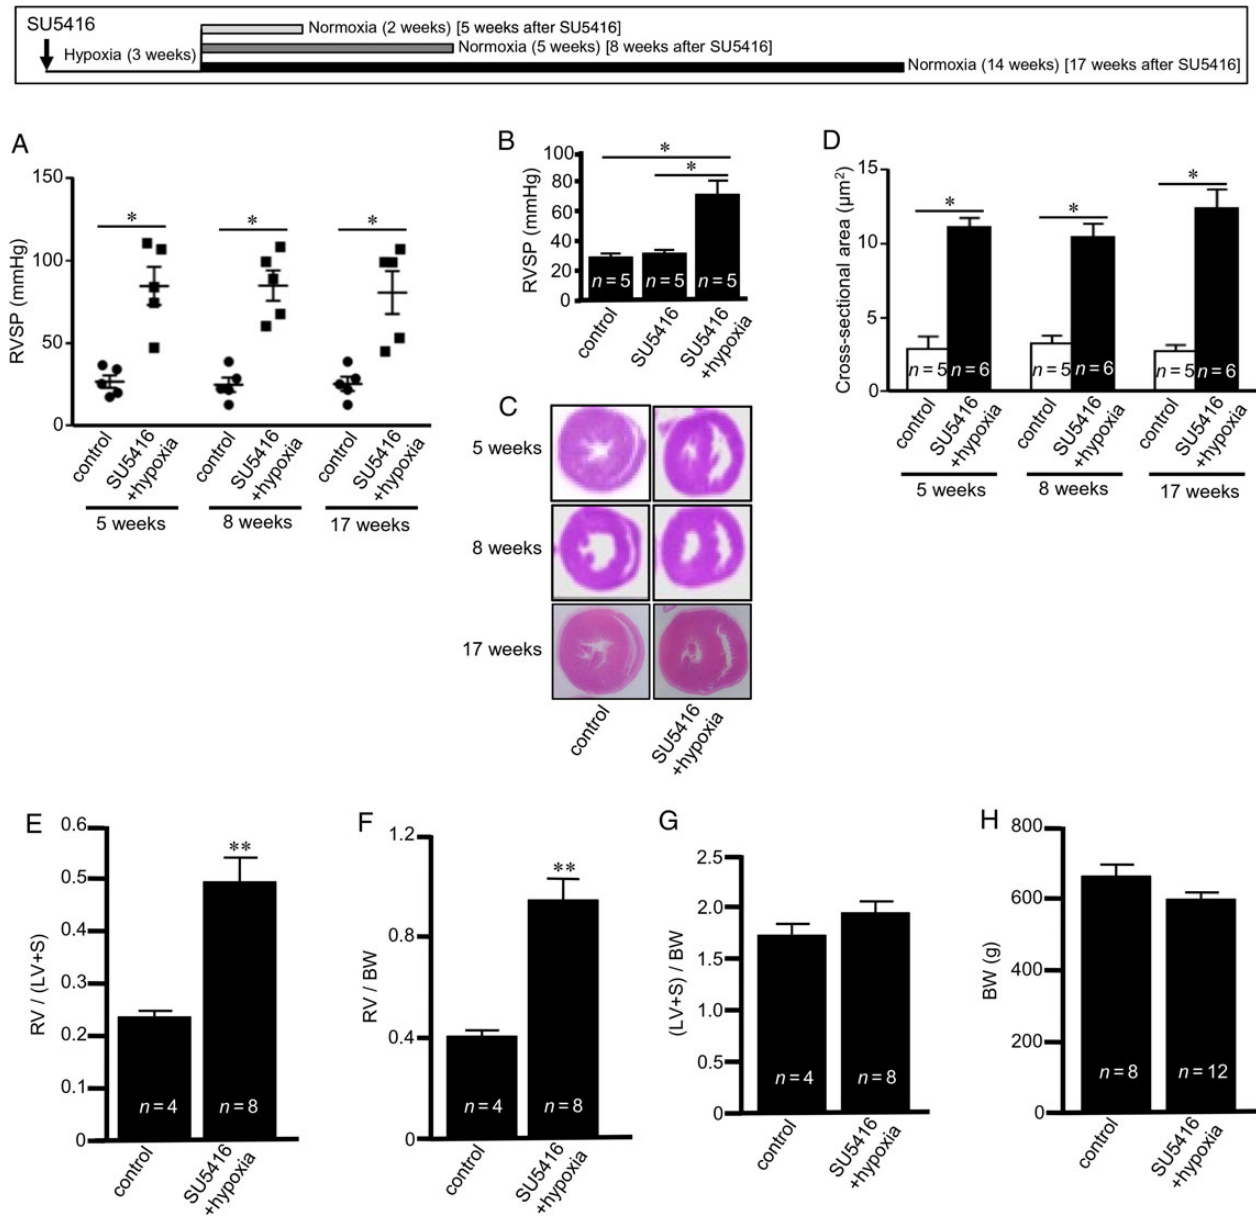 SU5416
Hypoxia (3 weeks)
Normoxia (2 weeks) [5 weeks after SU5416]
Normoxia (5 weeks) [8 weeks after SU5416]
Normoxia (14 weeks) [17 weeks after SU5416]
A
RVSP (mmHg)
150
100
50
0
*
*
*
control
SU5416
+hypoxia
control
SU5416
+hypoxia
control
SU5416
+hypoxia
5 weeks
8 weeks
17 weeks
B
RVSP (mmHg)
100
80
60
40
20
0
*
*
n = 5
n = 5
n = 5
control
SU5416
SU5416
+hypoxia
C
5 weeks
8 weeks
17 weeks
control
SU5416
+hypoxia
D
Cross-sectional area (µm²)
15
10
5
0
*
*
*
n = 5
n = 6
n = 5
n = 6
n = 5
n = 6
control
SU5416
+hypoxia
control
SU5416
+hypoxia
control
SU5416
+hypoxia
5 weeks
8 weeks
17 weeks
E
RV / (LV+S)
0.6
0.5
0.4
0.3
0.2
0.1
0
**
n = 4
n = 8
control
SU5416
+hypoxia
F
RV / BW
1.2
0.8
0.4
0
**
n = 4
n = 8
control
SU5416
+hypoxia
G
(LV+S) / BW
2.5
2.0
1.5
1.0
0.5
0
n = 4
n = 8
control
SU5416
+hypoxia
H
BW (g)
800
600
400
200
0
n = 8
n = 12
control
SU5416
+hypoxia